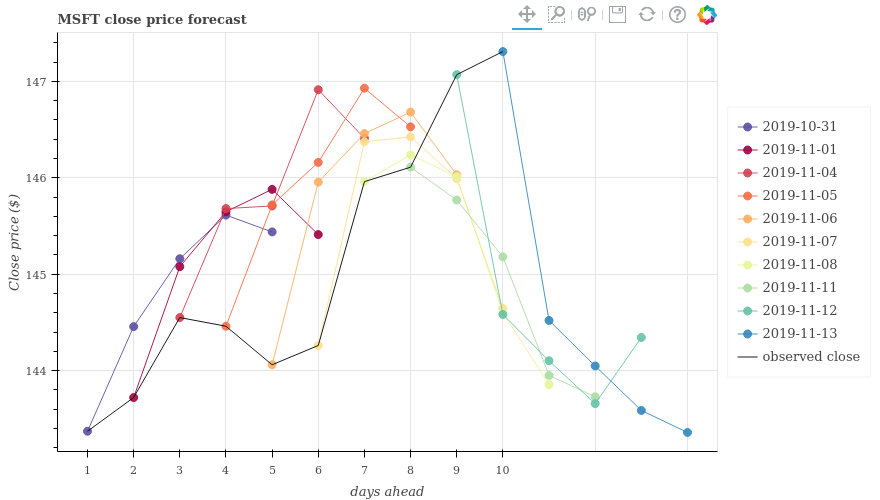 MSFT close price forecast
147
146
145
144
Close price ($)
1 2 3 4 5 6 7 8 9 10
days ahead
2019-10-31
2019-11-01
2019-11-04
2019-11-05
2019-11-06
2019-11-07
2019-11-08
2019-11-11
2019-11-12
2019-11-13
observed close